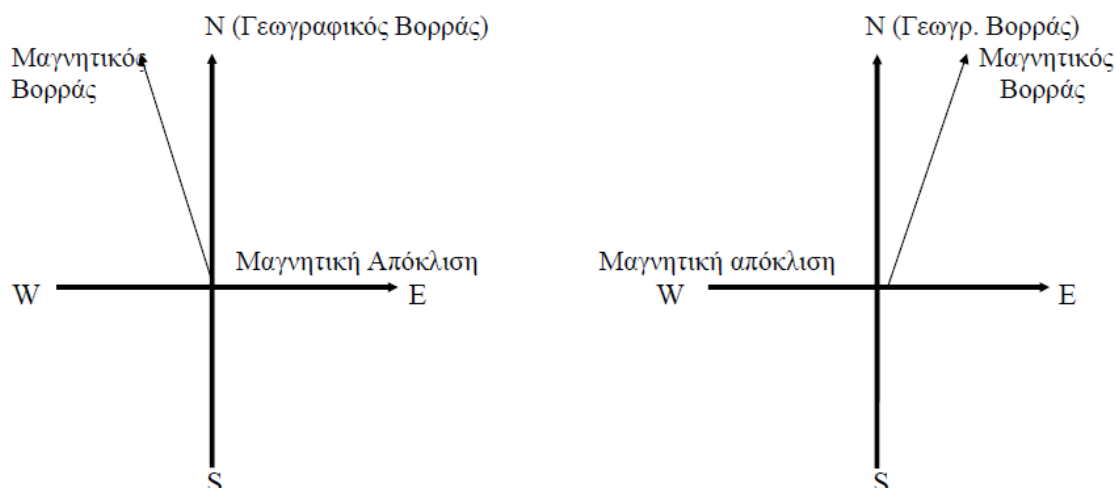 N (Γεωγραφικός Βορράς)
Μαγνητικός
Βορράς
Μαγνητική Απόκλιση
W
E
S
N (Γεωγρ. Βορράς)
Μαγνητικός
Βορράς
Μαγνητική απόκλιση
W
E
S